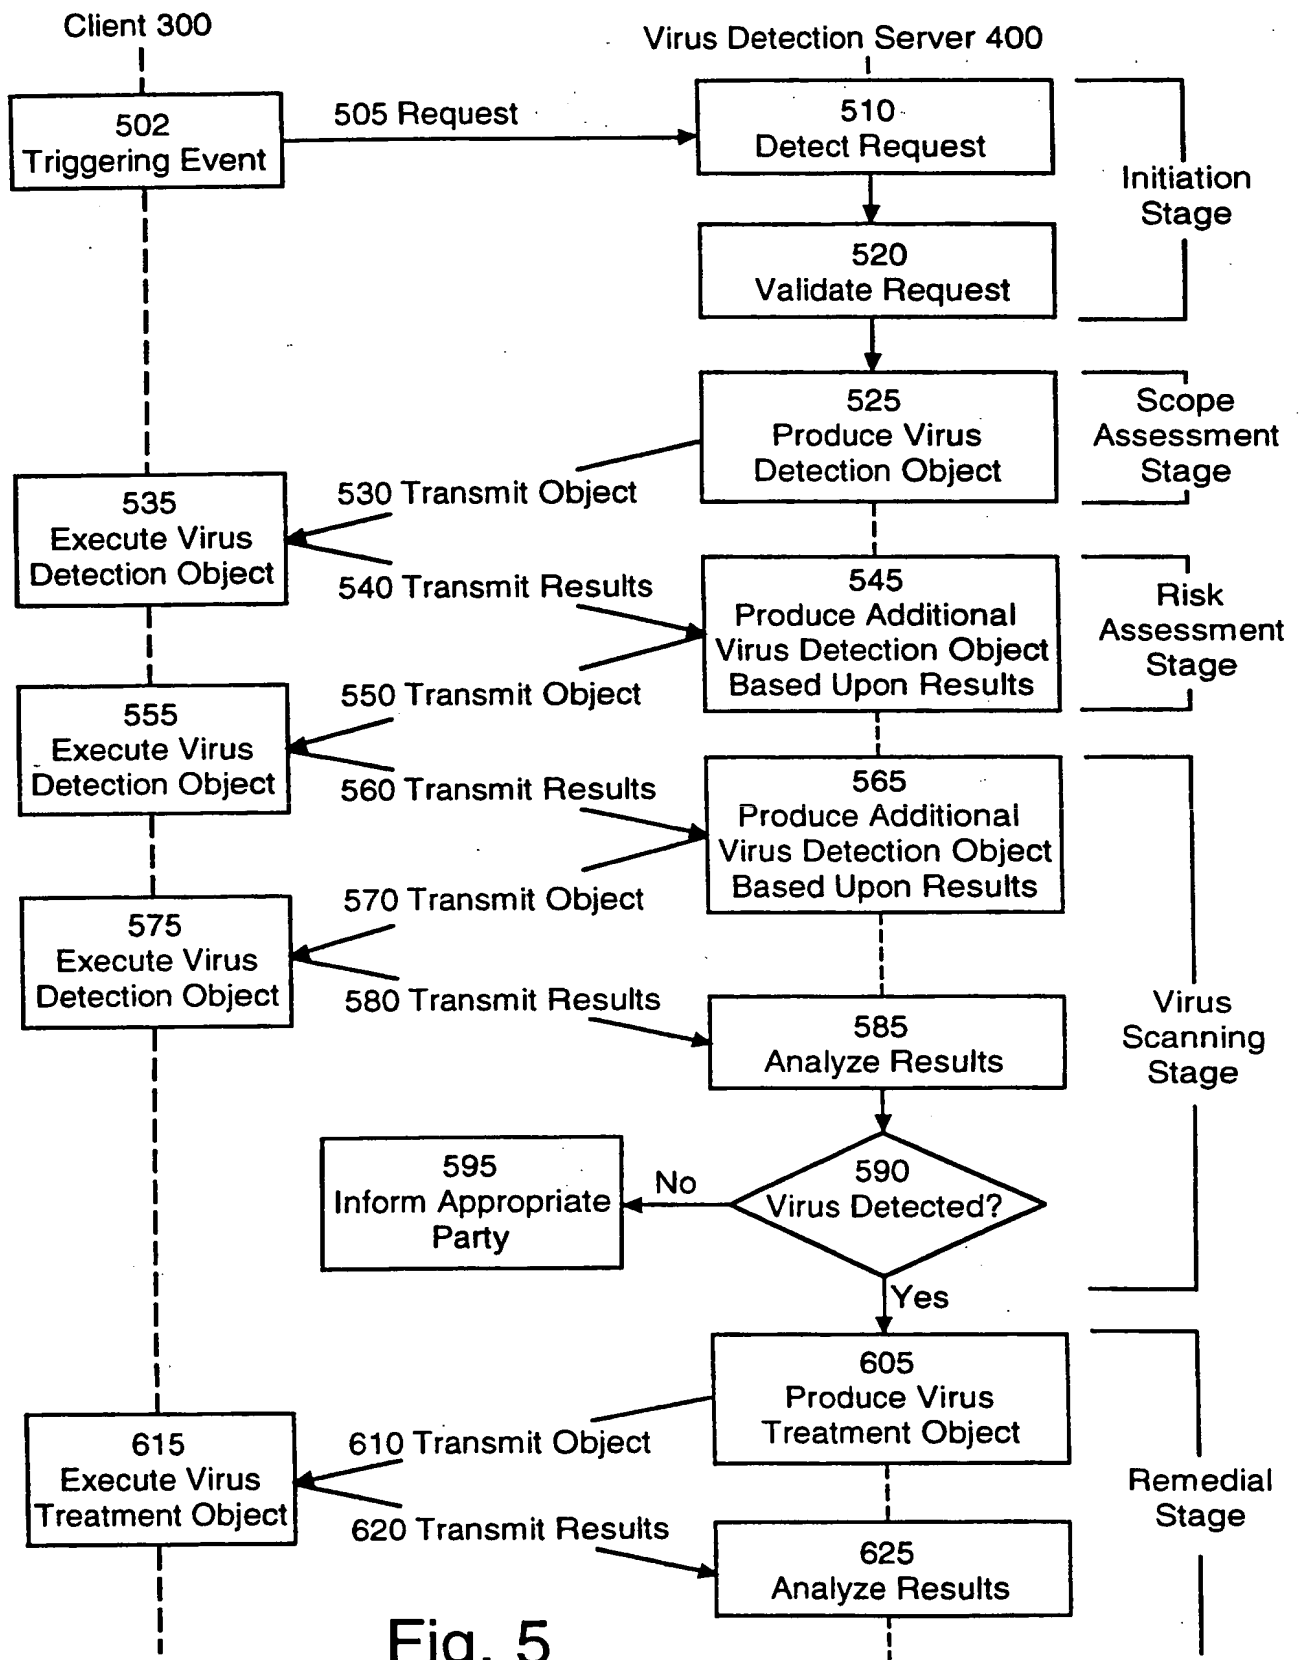 Client 300
Virus Detection Server 400
502
Triggering Event
505 Request
510
Detect Request
Initiation
Stage
520
Validate Request
525
Produce Virus
Detection Object
Scope
Assessment
Stage
530 Transmit Object
535
Execute Virus
Detection Object
540 Transmit Results
545
Produce Additional
Virus Detection Object
Based Upon Results
Risk
Assessment
Stage
550 Transmit Object
555
Execute Virus
Detection Object
560 Transmit Results
565
Produce Additional
Virus Detection Object
Based Upon Results
570 Transmit Object
575
Execute Virus
Detection Object
580 Transmit Results
585
Analyze Results
Virus
Scanning
Stage
590
Virus Detected?
No
595
Inform Appropriate
Party
Yes
605
Produce Virus
Treatment Object
610 Transmit Object
615
Execute Virus
Treatment Object
620 Transmit Results
625
Analyze Results
Remedial
Stage
Fig. 5